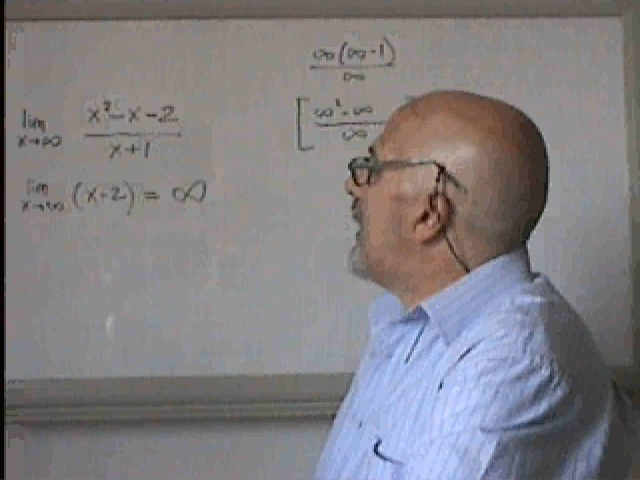 lim x→∞ x²-x-2 / x+1
lim x→∞ (x-2) = ∞
∞(∞-1) / ∞
[ ∞²-∞ / ∞